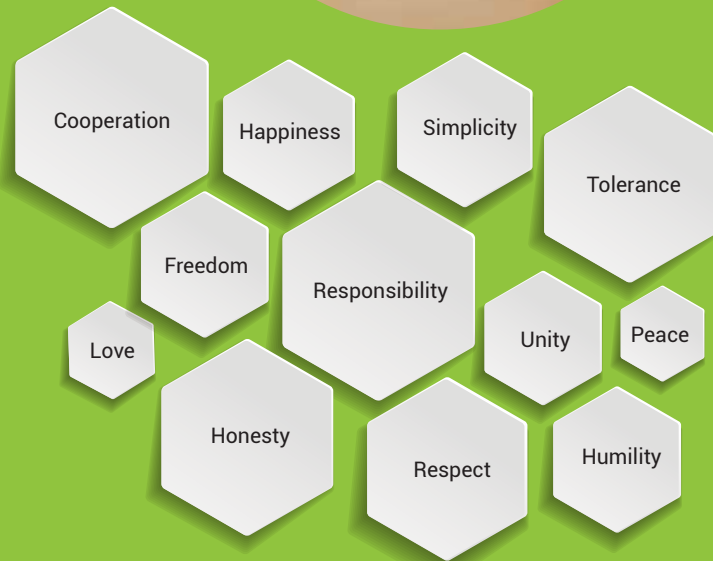 Cooperation
Happiness
Simplicity
Tolerance
Freedom
Responsibility
Love
Unity
Peace
Honesty
Respect
Humility